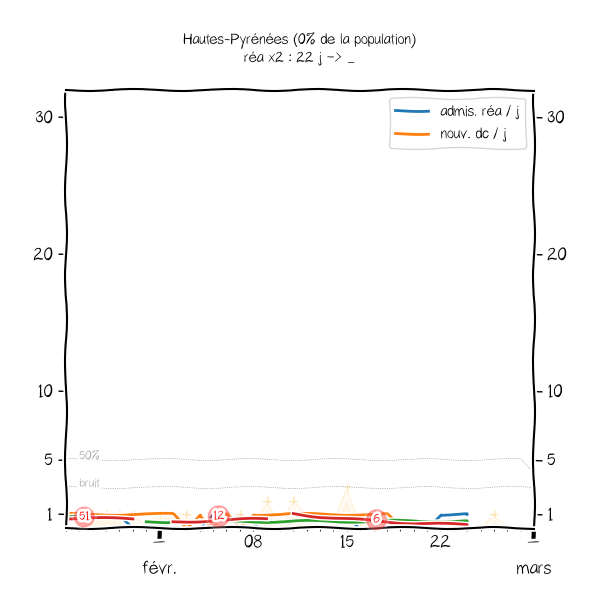 Hautes-Pyrénées (0% de la population)
réa x2 : 22 j -> _
admis. réa / j
nouv. dc / j
30
30
20
20
10
10
50%
5
5
bruit
1
1
51
12
6
08
15
22
févr.
mars